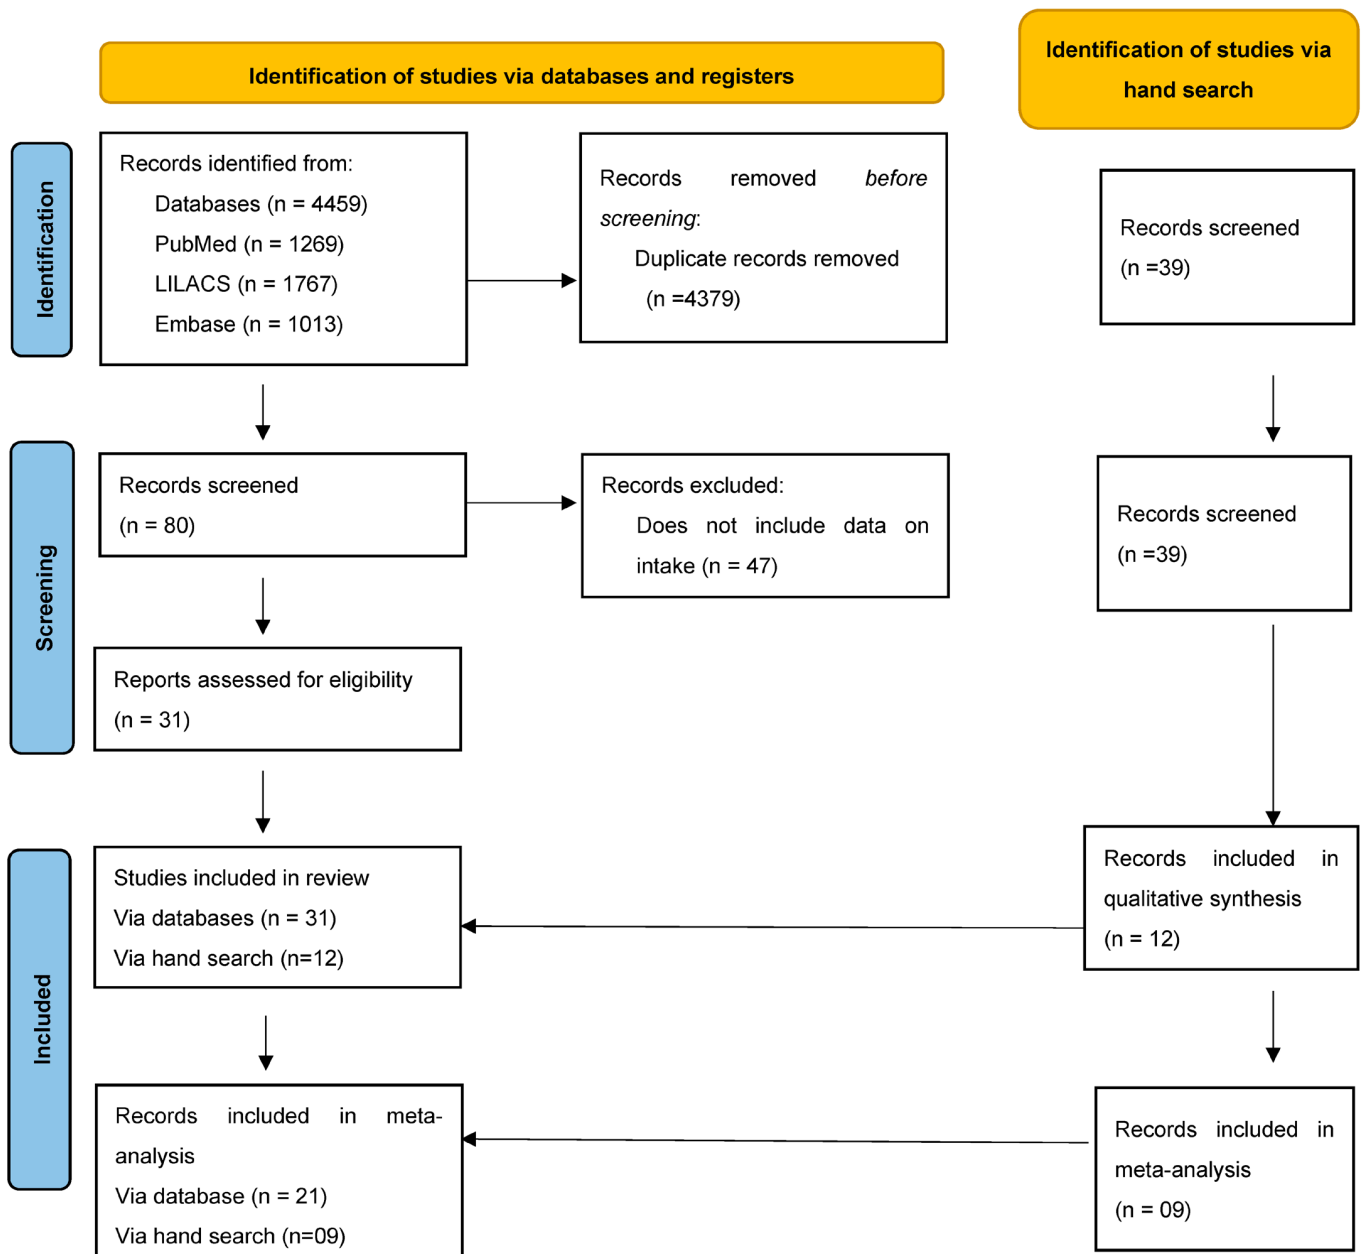 Identification of studies via databases and registers
Identification of studies via
hand search
Identification
Records identified from:
Databases (n = 4459)
PubMed (n = 1269)
LILACS (n = 1767)
Embase (n = 1013)
Records removed before
screening:
Duplicate records removed
(n =4379)
Records screened
(n =39)
Screening
Records screened
(n = 80)
Records excluded:
Does not include data on
intake (n = 47)
Records screened
(n =39)
Reports assessed for eligibility
(n = 31)
Included
Studies included in review
Via databases (n = 31)
Via hand search (n=12)
Records included in
qualitative synthesis
(n = 12)
Records included in meta-
analysis
Via database (n = 21)
Via hand search (n=09)
Records included in
meta-analysis
(n = 09)